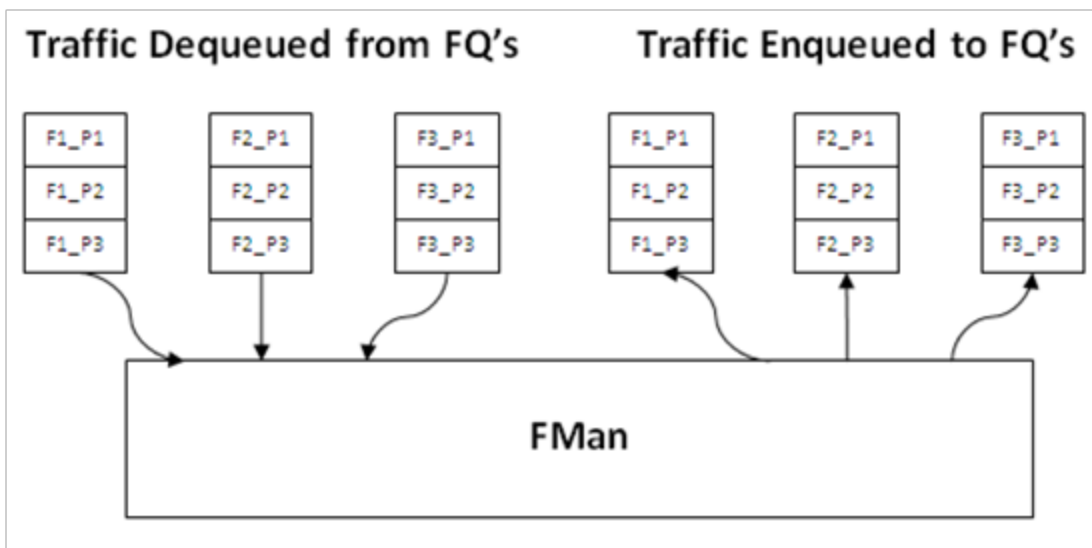 Traffic Dequeued from FQ's Traffic Enqueued to FQ's
F1_P1 F2_P1 F3_P1 F1_P1 F2_P1 F3_P1
F1_P2 F2_P2 F3_P2 F1_P2 F2_P2 F3_P2
F1_P3 F2_P3 F3_P3 F1_P3 F2_P3 F3_P3
FMan